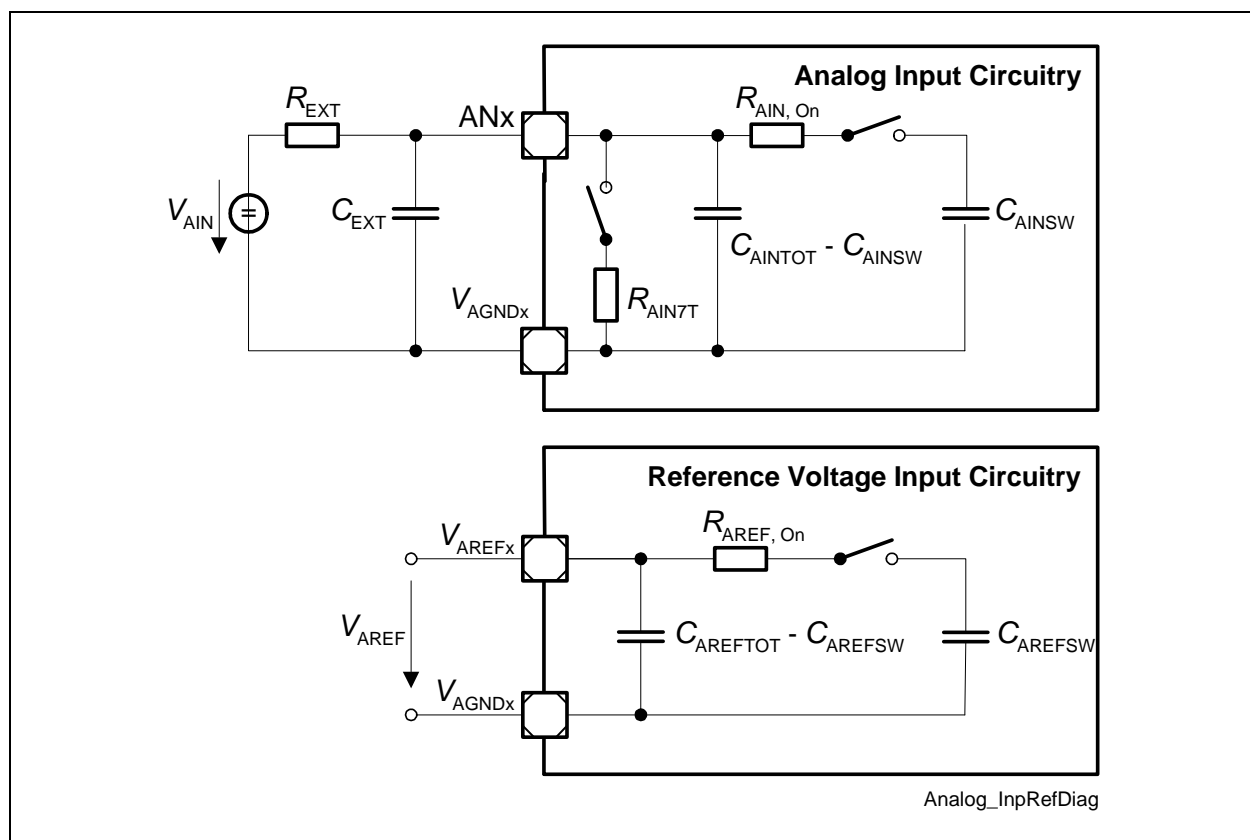 Analog Input Circuitry
REXT
ANx
RAIN, On
VAIN
=
CEXT
CAINTOT - CAINSW
CAINSW
VAGNDx
RAIN7T
Reference Voltage Input Circuitry
RAREF, On
VAREFx
VAREF
CAREFTOT - CAREFSW
CAREFSW
VAGNDx
Analog_InpRefDiag